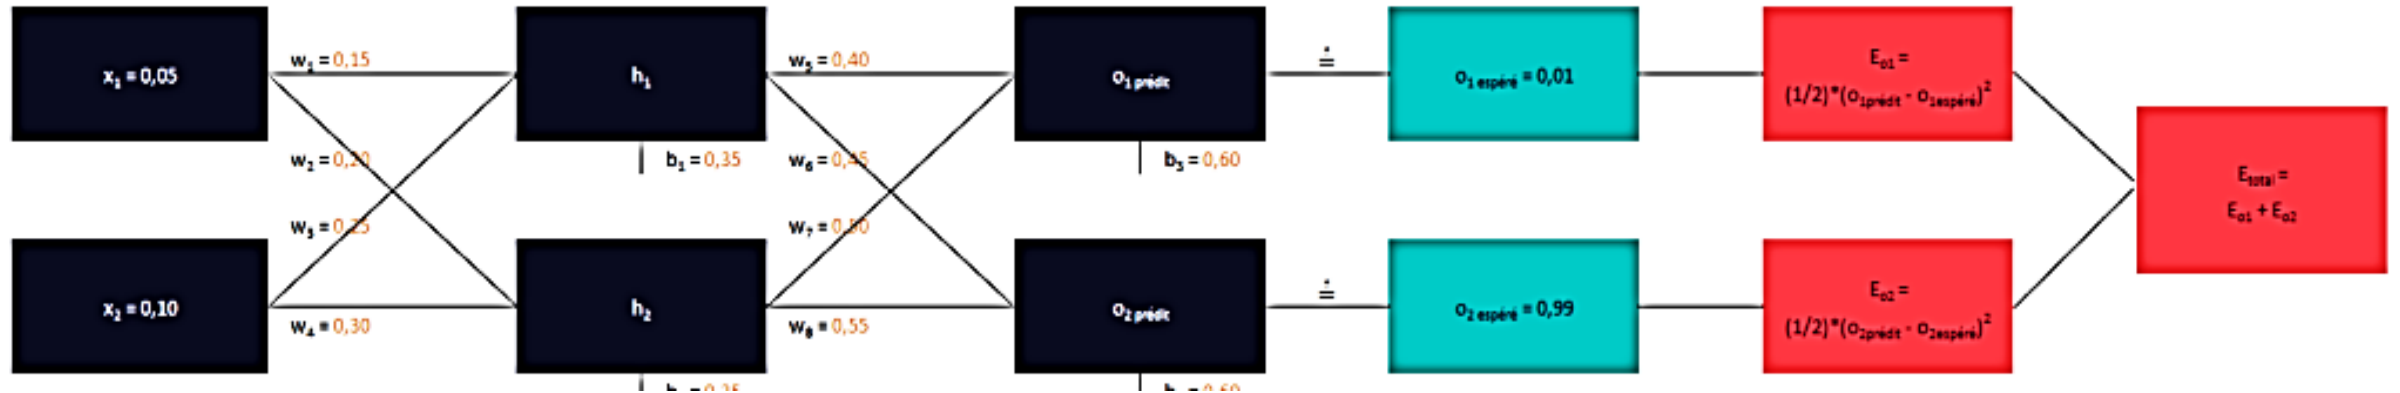 w₁ = 0,15
w₅ = 0,40
x₁ = 0,05
h₁
o₁ prédit
≐
o₁ espéré = 0,01
E₀₁ =
(1/2)*(o₁prédit - o₁espéré)²
w₂ = 0,20
b₁ = 0,35
w₆ = 0,45
b₃ = 0,60
E_total =
E₀₁ + E₀₂
w₃ = 0,25
w₇ = 0,50
x₂ = 0,10
h₂
o₂ prédit
≐
o₂ espéré = 0,99
E₀₂ =
(1/2)*(o₂prédit - o₂espéré)²
w₄ = 0,30
w₈ = 0,55